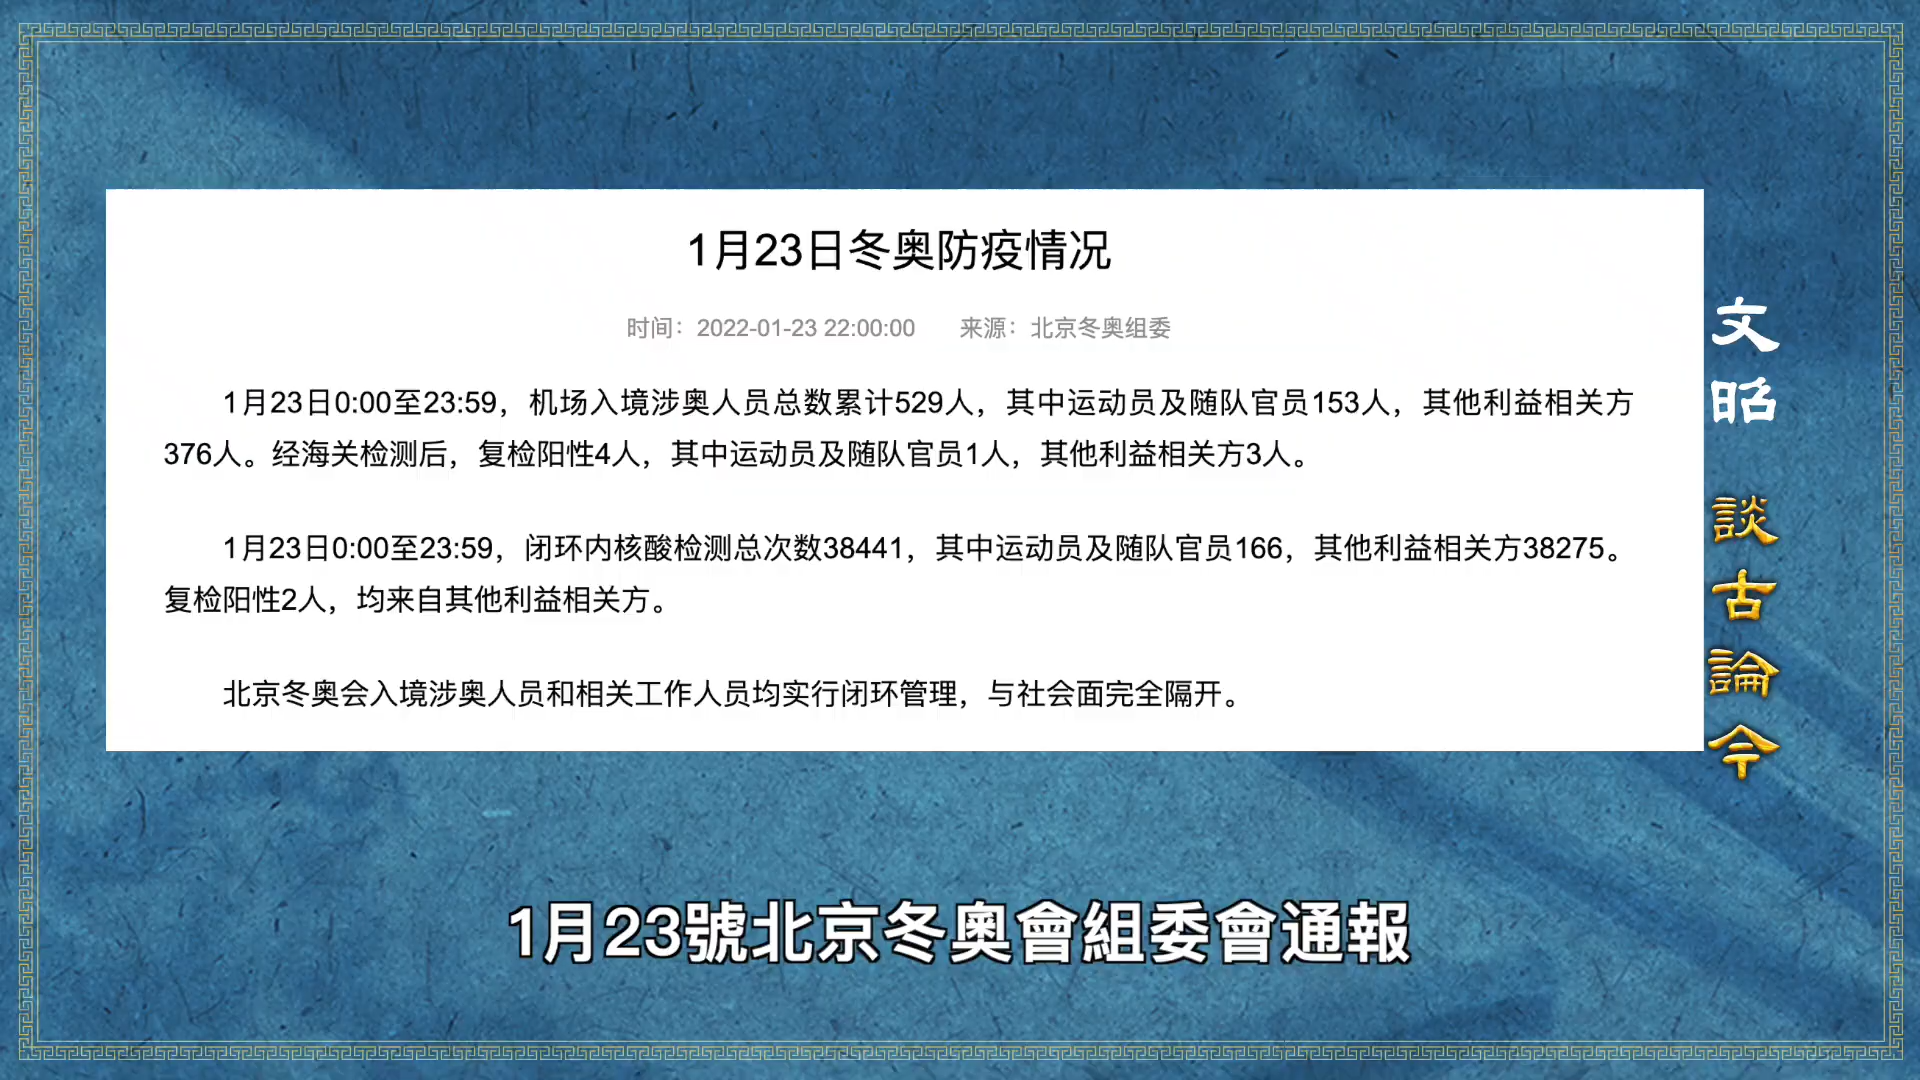 1月23日冬奥防疫情况
时间：2022-01-23 22:00:00 来源：北京冬奥组委
1月23日0:00至23:59，机场入境涉奥人员总数累计529人，其中运动员及随队官员153人，其他利益相关方
376人。经海关检测后，复检阳性4人，其中运动员及随队官员1人，其他利益相关方3人。
1月23日0:00至23:59，闭环内核酸检测总次数38441，其中运动员及随队官员166，其他利益相关方38275。
复检阳性2人，均来自其他利益相关方。
北京冬奥会入境涉奥人员和相关工作人员均实行闭环管理，与社会面完全隔开。
文昭 談古論今
1月23號北京冬奧會組委會通報